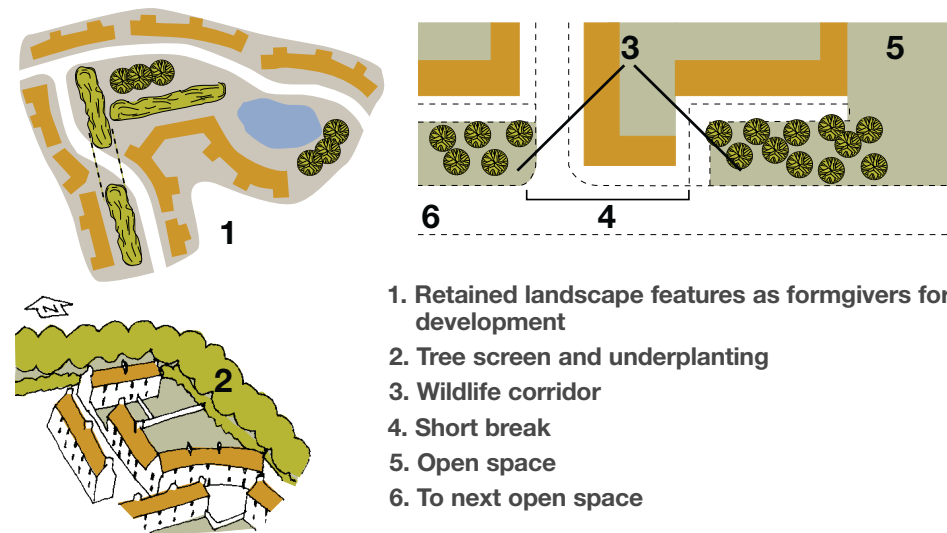 1
3
5
6
4
N
2
1. Retained landscape features as formgivers for
development
2. Tree screen and underplanting
3. Wildlife corridor
4. Short break
5. Open space
6. To next open space